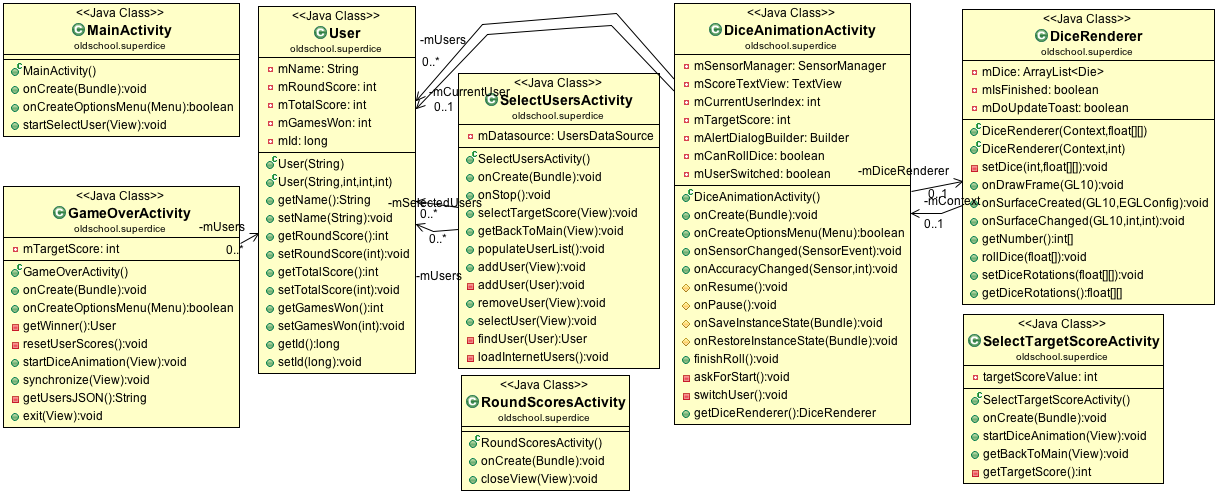 <<Java Class>>
MainActivity
oldschool.superdice
MainActivity()
onCreate(Bundle):void
onCreateOptionsMenu(Menu):boolean
startSelectUser(View):void
<<Java Class>>
GameOverActivity
oldschool.superdice
mTargetScore: int
GameOverActivity()
onCreate(Bundle):void
onCreateOptionsMenu(Menu):boolean
getWinner():User
resetUserScores():void
startDiceAnimation(View):void
synchronize(View):void
getUsersJSON():String
exit(View):void
-mUsers
0..*
<<Java Class>>
User
oldschool.superdice
mName: String
mRoundScore: int
mTotalScore: int
mGamesWon: int
mId: long
User(String)
User(String,int,int,int)
getName():String
setName(String):void
getRoundScore():int
setRoundScore(int):void
getTotalScore():int
setTotalScore(int):void
getGamesWon():int
setGamesWon(int):void
getId():long
setId(long):void
-mUsers
0..*
-mCurrentUser
0..1
-mSelectedUsers
0..*
0..*
-mUsers
<<Java Class>>
SelectUsersActivity
oldschool.superdice
mDatasource: UsersDataSource
SelectUsersActivity()
onCreate(Bundle):void
onStop():void
selectTargetScore(View):void
getBackToMain(View):void
populateUserList():void
addUser(View):void
addUser(User):void
removeUser(View):void
selectUser(View):void
findUser(User):User
loadInternetUsers():void
<<Java Class>>
RoundScoresActivity
oldschool.superdice
RoundScoresActivity()
onCreate(Bundle):void
closeView(View):void
<<Java Class>>
DiceAnimationActivity
oldschool.superdice
mSensorManager: SensorManager
mScoreTextView: TextView
mCurrentUserIndex: int
mTargetScore: int
mAlertDialogBuilder: Builder
mCanRollDice: boolean
mUserSwitched: boolean
DiceAnimationActivity()
onCreate(Bundle):void
onCreateOptionsMenu(Menu):boolean
onSensorChanged(SensorEvent):void
onAccuracyChanged(Sensor,int):void
onResume():void
onPause():void
onSaveInstanceState(Bundle):void
onRestoreInstanceState(Bundle):void
finishRoll():void
askForStart():void
switchUser():void
getDiceRenderer():DiceRenderer
-mDiceRenderer
0..1
-mContext
0..1
<<Java Class>>
DiceRenderer
oldschool.superdice
mDice: ArrayList<Die>
mIsFinished: boolean
mDoUpdateToast: boolean
DiceRenderer(Context,float[][])
DiceRenderer(Context,int)
setDice(int,float[][]):void
onDrawFrame(GL10):void
onSurfaceCreated(GL10,EGLConfig):void
onSurfaceChanged(GL10,int,int):void
getNumber():int[]
rollDice(float[]):void
setDiceRotations(float[][]):void
getDiceRotations():float[][]
<<Java Class>>
SelectTargetScoreActivity
oldschool.superdice
targetScoreValue: int
SelectTargetScoreActivity()
onCreate(Bundle):void
startDiceAnimation(View):void
getBackToMain(View):void
getTargetScore():int